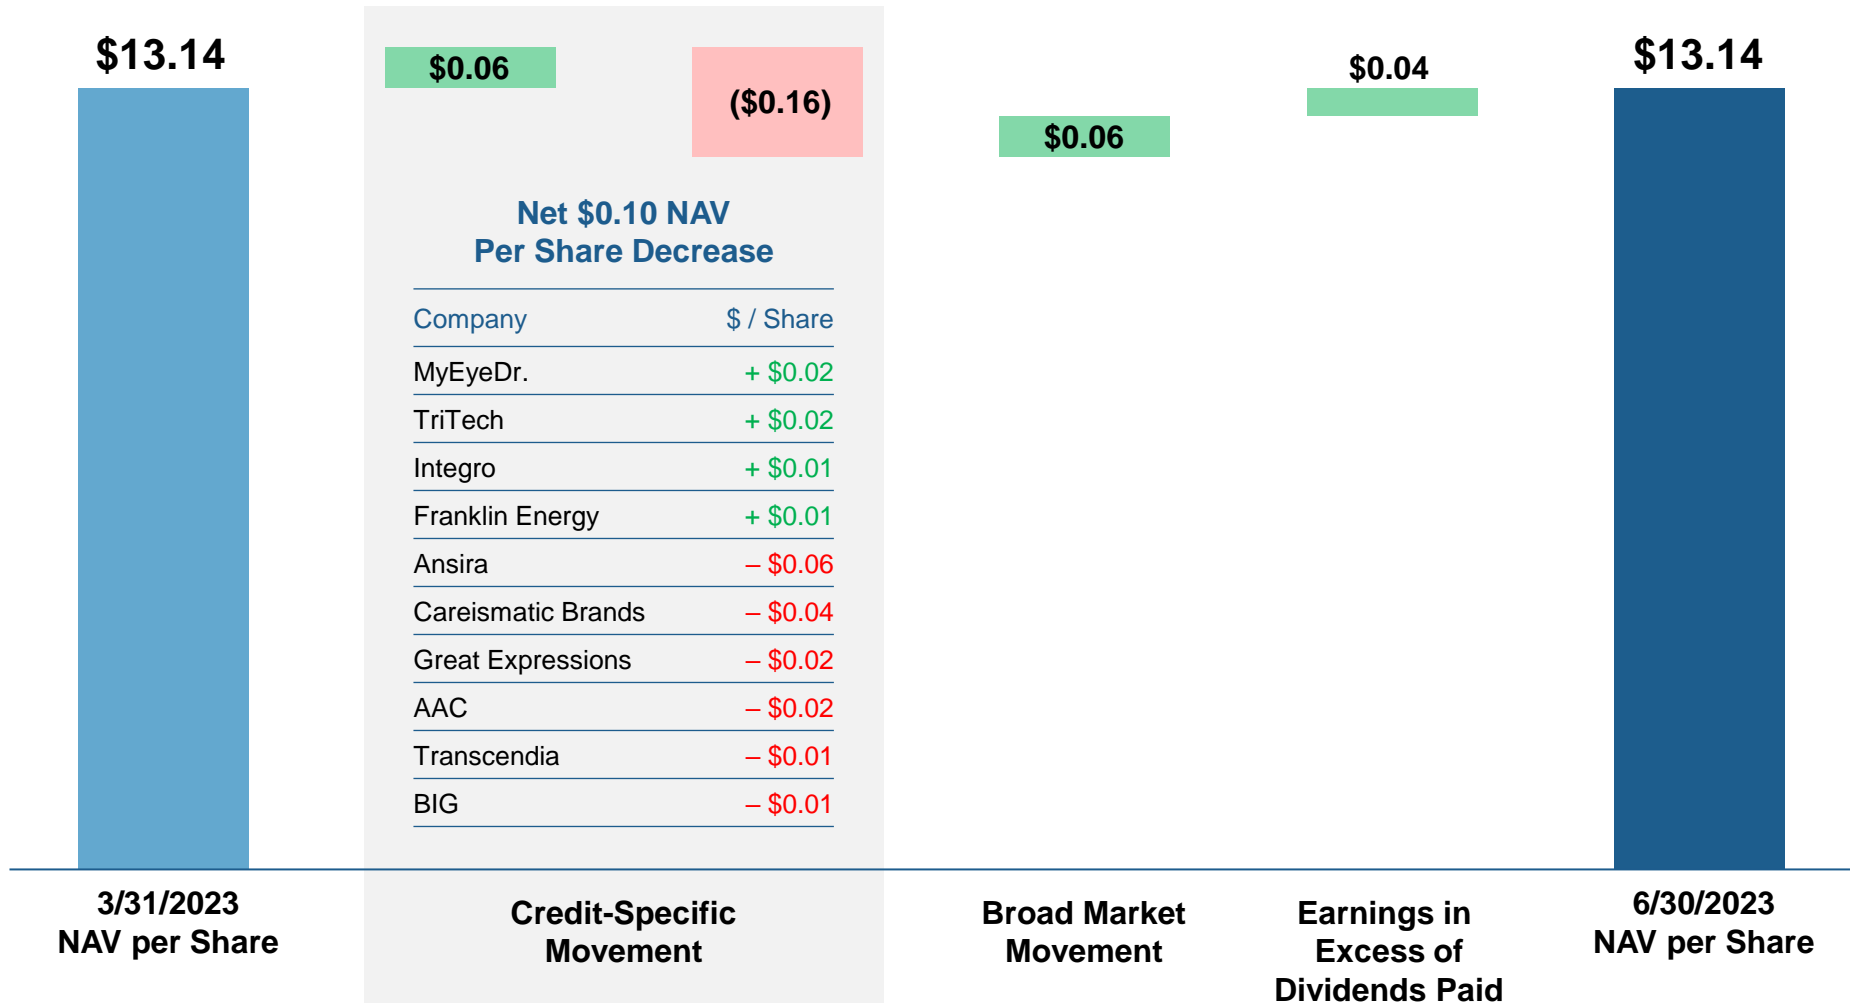 $13.14
$0.06
($0.16)
$0.06
$0.04
$13.14
Net $0.10 NAV
Per Share Decrease
Company $ / Share
MyEyeDr. + $0.02
TriTech + $0.02
Integro + $0.01
Franklin Energy + $0.01
Ansira – $0.06
Careismatic Brands – $0.04
Great Expressions – $0.02
AAC – $0.02
Transcendia – $0.01
BIG – $0.01
3/31/2023
NAV per Share
Credit-Specific
Movement
Broad Market
Movement
Earnings in
Excess of
Dividends Paid
6/30/2023
NAV per Share